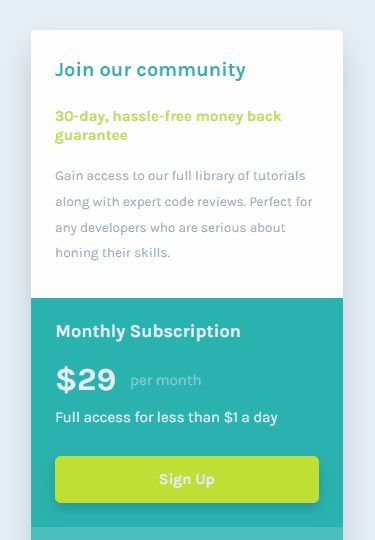 Join our community
30-day, hassle-free money back
guarantee
Gain access to our full library of tutorials
along with expert code reviews. Perfect for
any developers who are serious about
honing their skills.
Monthly Subscription
$29 per month
Full access for less than $1 a day
Sign Up